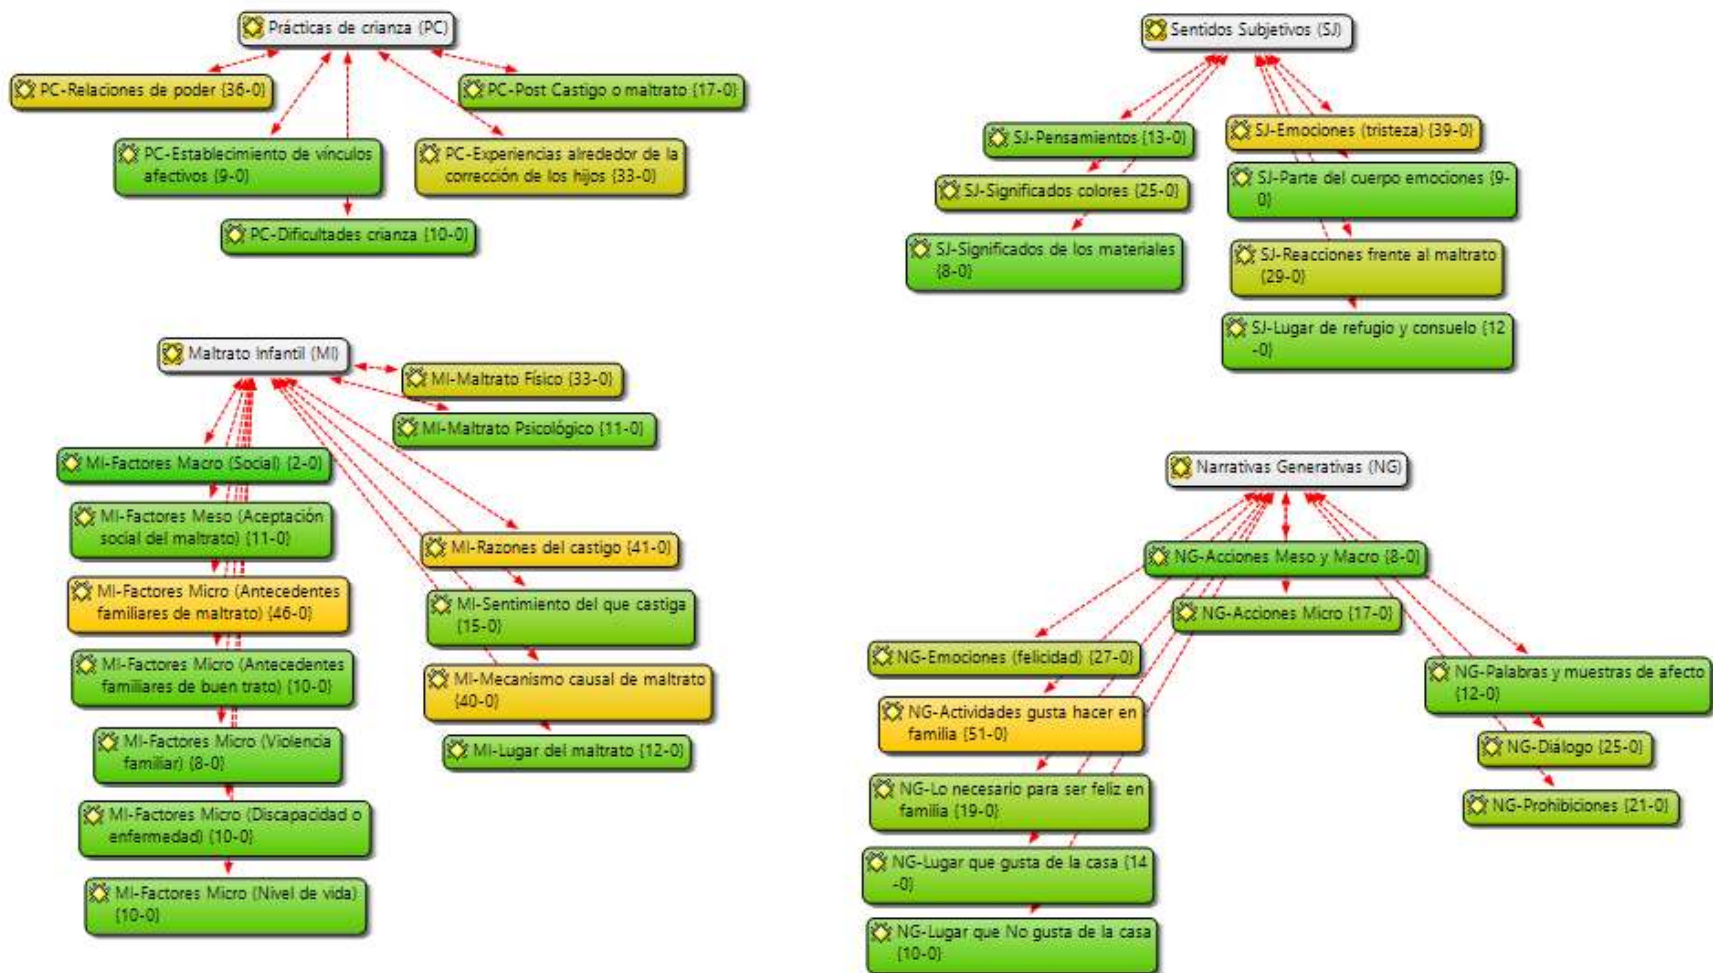 Prácticas de crianza (PC)
PC-Relaciones de poder {36-0}
PC-Post Castigo o maltrato {17-0}
PC-Establecimiento de vínculos
afectivos {9-0}
PC-Experiencias alrededor de la
corrección de los hijos {33-0}
PC-Dificultades crianza {10-0}
Sentidos Subjetivos (SJ)
SJ-Pensamientos {13-0}
SJ-Emociones (tristeza) {39-0}
SJ-Significados colores {25-0}
SJ-Parte del cuerpo emociones {9-
0}
SJ-Significados de los materiales
{8-0}
SJ-Reacciones frente al maltrato
{29-0}
SJ-Lugar de refugio y consuelo {12
-0}
Maltrato Infantil (MI)
MI-Maltrato Físico {33-0}
MI-Maltrato Psicológico {11-0}
MI-Factores Macro (Social) {2-0}
MI-Factores Meso (Aceptación
social del maltrato) {11-0}
MI-Factores Micro (Antecedentes
familiares de maltrato) {46-0}
MI-Factores Micro (Antecedentes
familiares de buen trato) {10-0}
MI-Factores Micro (Violencia
familiar) {8-0}
MI-Factores Micro (Discapacidad o
enfermedad) {10-0}
MI-Factores Micro (Nivel de vida)
{10-0}
MI-Razones del castigo {41-0}
MI-Sentimiento del que castiga
{15-0}
MI-Mecanismo causal de maltrato
{40-0}
MI-Lugar del maltrato {12-0}
Narrativas Generativas (NG)
NG-Acciones Meso y Macro {8-0}
NG-Acciones Micro {17-0}
NG-Emociones (felicidad) {27-0}
NG-Actividades gusta hacer en
familia {51-0}
NG-Lo necesario para ser feliz en
familia {19-0}
NG-Lugar que gusta de la casa {14
-0}
NG-Lugar que No gusta de la casa
{10-0}
NG-Palabras y muestras de afecto
{12-0}
NG-Diálogo {25-0}
NG-Prohibiciones {21-0}